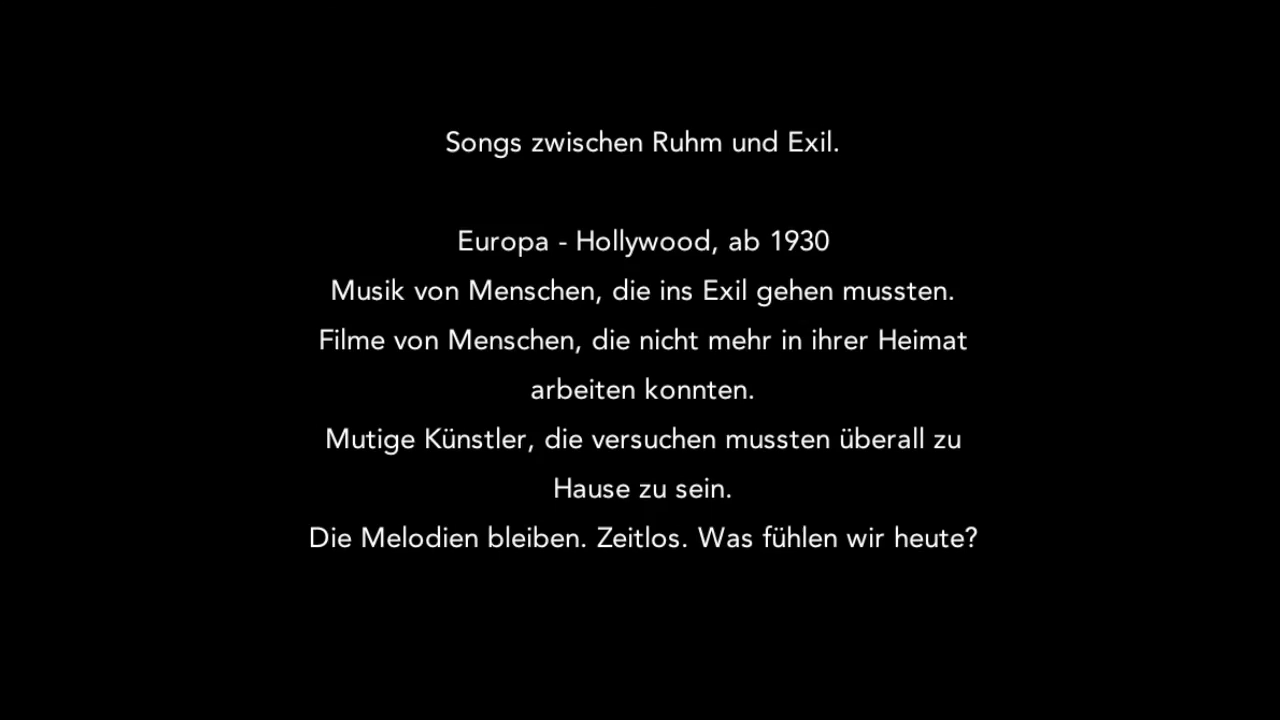 Songs zwischen Ruhm und Exil.
Europa - Hollywood, ab 1930
Musik von Menschen, die ins Exil gehen mussten.
Filme von Menschen, die nicht mehr in ihrer Heimat
arbeiten konnten.
Mutige Künstler, die versuchen mussten überall zu
Hause zu sein.
Die Melodien bleiben. Zeitlos. Was fühlen wir heute?